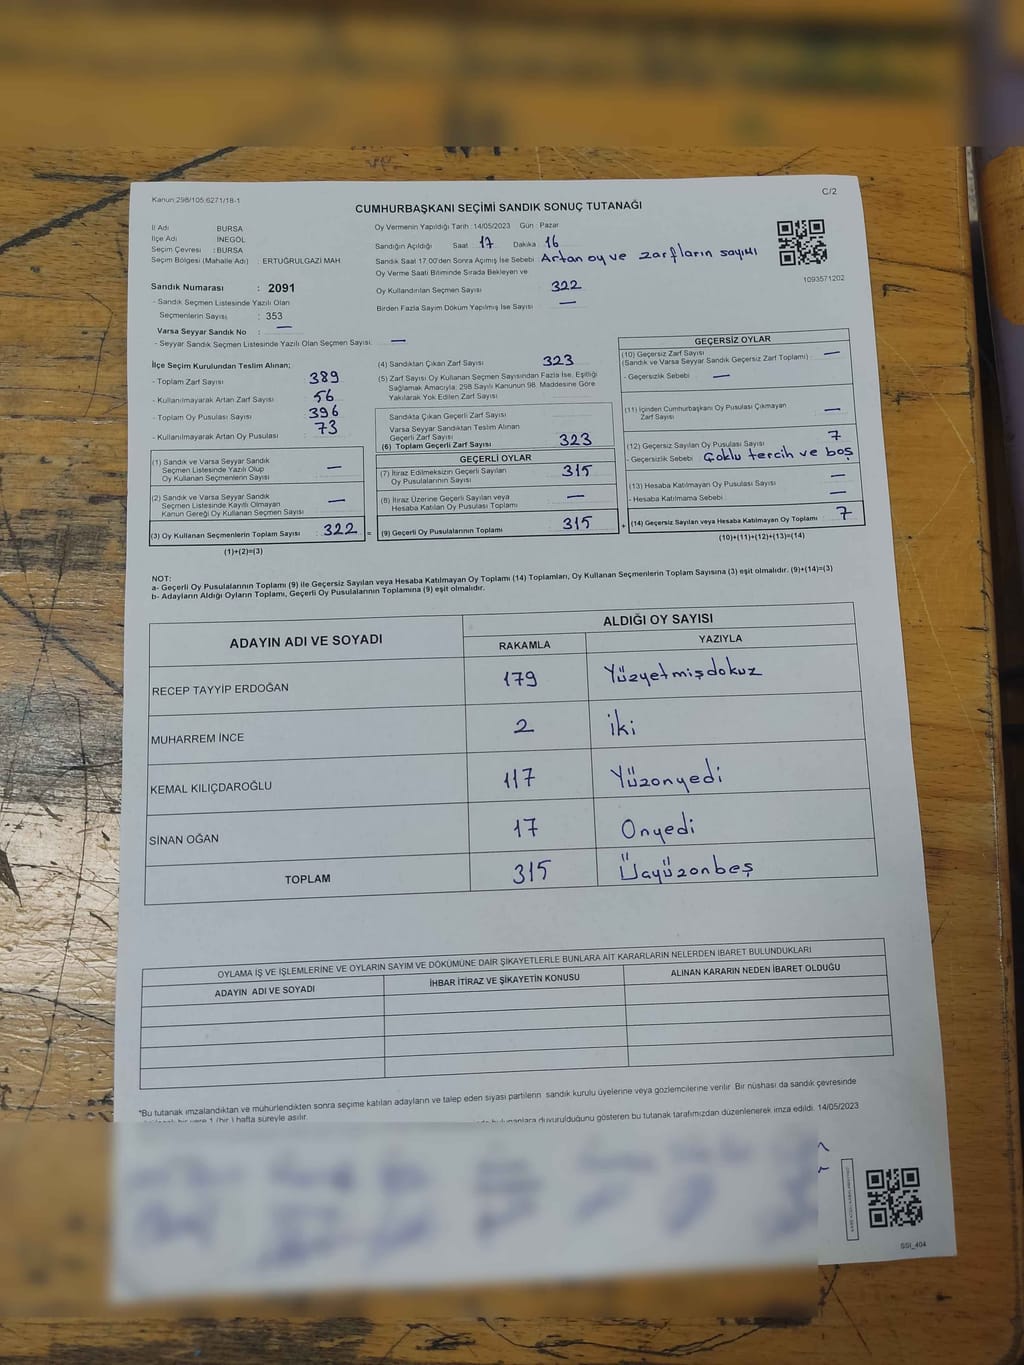 Kanun 298/105;6271/18-1
C/2
CUMHURBAŞKANI SEÇİMİ SANDIK SONUÇ TUTANAĞI
İl Adı : BURSA
İlçe Adı : İNEGÖL
Seçim Çevresi : BURSA
Seçim Bölgesi (Mahalle Adı) : ERTUĞRULGAZİ MAH.
Sandık Numarası : 2091
- Sandık Seçmen Listesinde Yazılı Olan
Seçmenlerin Sayısı : 353
Varsa Seyyar Sandık No : —
- Seyyar Sandık Seçmen Listesinde Yazılı Olan Seçmen Sayısı: —
Oy Vermenin Yapıldığı Tarih :14/05/2023 Gün : Pazar
Sandığın Açıldığı Saat : 17 Dakika : 16
Sandık Saat 17.00'den Sonra Açılmış İse Sebebi : Artan oy ve zarfların sayımı
Oy Verme Saati Bitiminde Sırada Bekleyen ve
Oy Kullandırılan Seçmen Sayısı : 322
Birden Fazla Sayım Döküm Yapılmış İse Sayısı : —
1093571202
İlçe Seçim Kurulundan Teslim Alınan;
- Toplam Zarf Sayısı : 389
- Kullanılmayarak Artan Zarf Sayısı : 56
- Toplam Oy Pusulası Sayısı : 396
- Kullanılmayarak Artan Oy Pusulası : 73
(1) Sandık ve Varsa Seyyar Sandık
Seçmen Listesinde Yazılı Olup
Oy Kullanan Seçmenlerin Sayısı : —
(2) Sandık ve Varsa Seyyar Sandık
Seçmen Listesinde Kayıtlı Olmayan
Kanun Gereği Oy Kullanan Seçmen Sayısı : —
(3) Oy Kullanan Seçmenlerin Toplam Sayısı : 322 =
(1)+(2)=(3)
(4) Sandıktan Çıkan Zarf Sayısı : 323
(5) Zarf Sayısı Oy Kullanan Seçmen Sayısından Fazla İse, Eşitliği
Sağlamak Amacıyla; 298 Sayılı Kanunun 98. Maddesine Göre
Yakılarak Yok Edilen Zarf Sayısı :
Sandıkta Çıkan Geçerli Zarf Sayısı :
Varsa Seyyar Sandıktan Teslim Alınan
Geçerli Zarf Sayısı :
(6) Toplam Geçerli Zarf Sayısı : 323
GEÇERLİ OYLAR
(7) İtiraz Edilmeksizin Geçerli Sayılan
Oy Pusulalarının Sayısı : 315
(8) İtiraz Üzerine Geçerli Sayılan veya
Hesaba Katılan Oy Pusulası Toplamı : —
(9) Geçerli Oy Pusulalarının Toplamı : 315 +
GEÇERSİZ OYLAR
(10) Geçersiz Zarf Sayısı
(Sandık ve Varsa Seyyar Sandık Geçersiz Zarf Toplamı) : —
- Geçersizlik Sebebi : —
(11) İçinden Cumhurbaşkanı Oy Pusulası Çıkmayan
Zarf Sayısı : —
(12) Geçersiz Sayılan Oy Pusulası Sayısı : 7
- Geçersizlik Sebebi : Çoklu tercih ve boş
(13) Hesaba Katılmayan Oy Pusulası Sayısı : —
- Hesaba Katılmama Sebebi : —
(14) Geçersiz Sayılan veya Hesaba Katılmayan Oy Toplamı : 7
(10)+(11)+(12)+(13)=(14)
NOT:
a- Geçerli Oy Pusulalarının Toplamı (9) ile Geçersiz Sayılan veya Hesaba Katılmayan Oy Toplamı (14) Toplamları, Oy Kullanan Seçmenlerin Toplam Sayısına (3) eşit olmalıdır. (9)+(14)=(3)
b- Adayların Aldığı Oyların Toplamı, Geçerli Oy Pusulalarının Toplamına (9) eşit olmalıdır.
ADAYIN ADI VE SOYADI
ALDIĞI OY SAYISI
RAKAMLA YAZIYLA
RECEP TAYYİP ERDOĞAN 179 Yüzyetmişdokuz
MUHARREM İNCE 2 iki
KEMAL KILIÇDAROĞLU 117 Yüzonyedi
SİNAN OĞAN 17 Onyedi
TOPLAM 315 Üçyüzonbeş
OYLAMA İŞ VE İŞLEMLERİNE VE OYLARIN SAYIM VE DÖKÜMÜNE DAİR ŞİKAYETLERLE BUNLARA AİT KARARLARIN NELERDEN İBARET BULUNDUKLARI
ADAYIN ADI VE SOYADI İHBAR İTİRAZ VE ŞİKAYETİN KONUSU ALINAN KARARIN NEDEN İBARET OLDUĞU
*Bu tutanak imzalandıktan ve mühürlendikten sonra seçime katılan adayların ve talep eden siyasi partilerin sandık kurulu üyelerine veya gözlemcilerine verilir. Bir nüshası da sandık çevresinde
yere 1 (bir) hafta süreyle asılır.
duyurulduğunu gösteren bu tutanak tarafımızdan düzenlenerek imza edildi. 14/05/2023
SSI_404